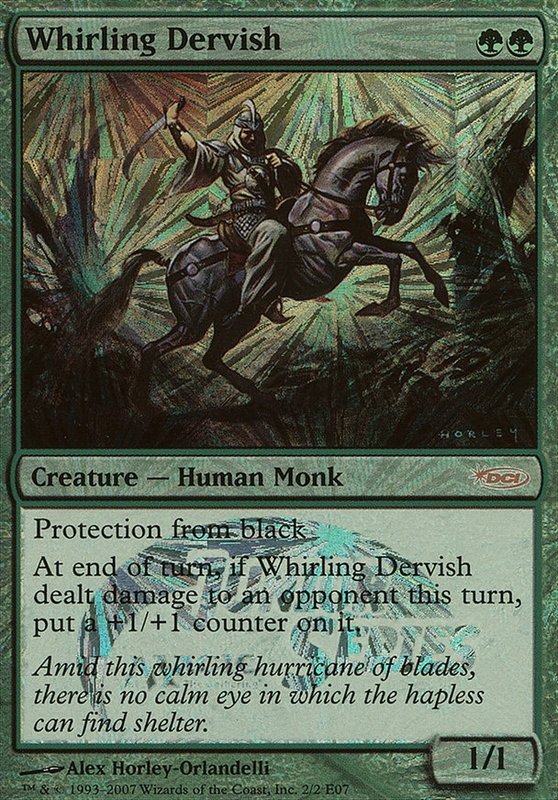 Whirling Dervish
HORLEY
Creature — Human Monk
DCI
Protection from black
At end of turn, if Whirling Dervish
dealt damage to an opponent this turn,
put a +1/+1 counter on it.
JUNIOR
SERIES
Amid this whirling hurricane of blades,
there is no calm eye in which the hapless
can find shelter.
1/1
Alex Horley-Orlandelli
™ & © 1993-2007 Wizards of the Coast, Inc. 2/2 E07